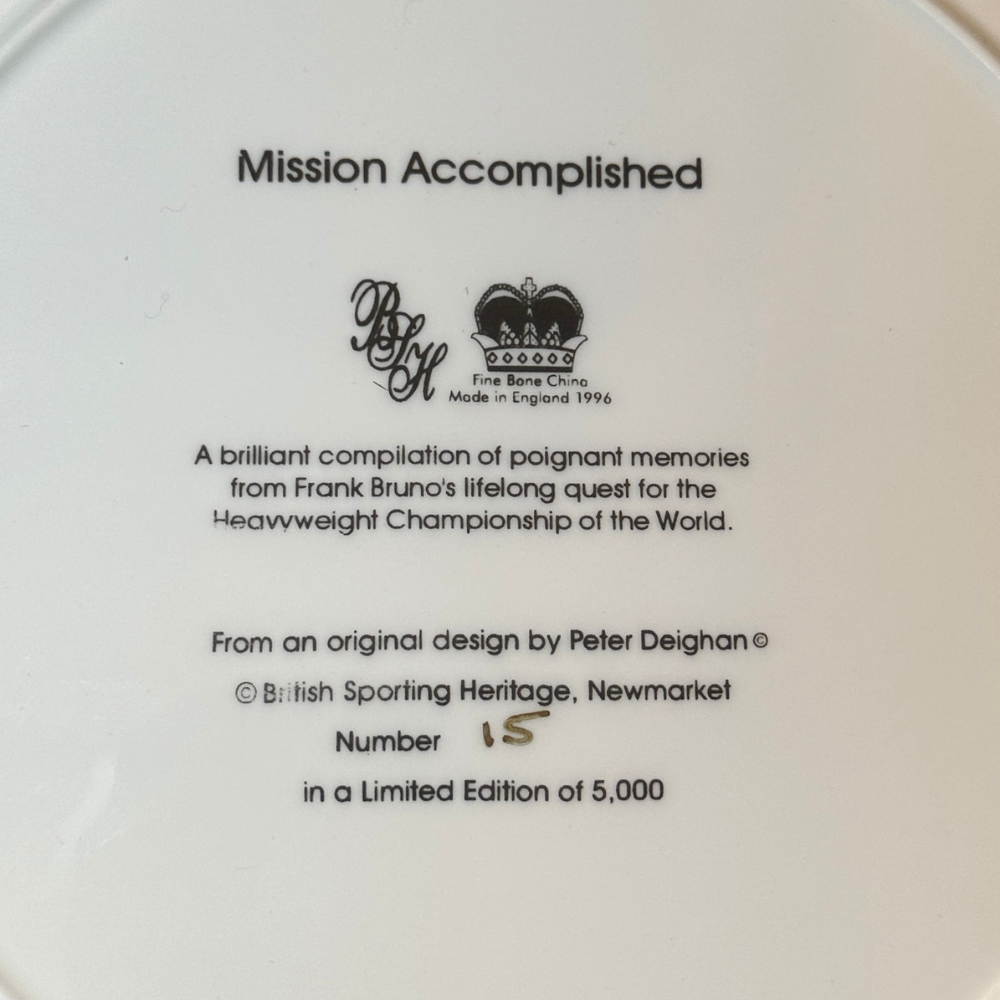 Mission Accomplished
BSH
Fine Bone China
Made in England 1996
A brilliant compilation of poignant memories
from Frank Bruno's lifelong quest for the
Heavyweight Championship of the World.
From an original design by Peter Deighan©
© British Sporting Heritage, Newmarket
Number 15
in a Limited Edition of 5,000